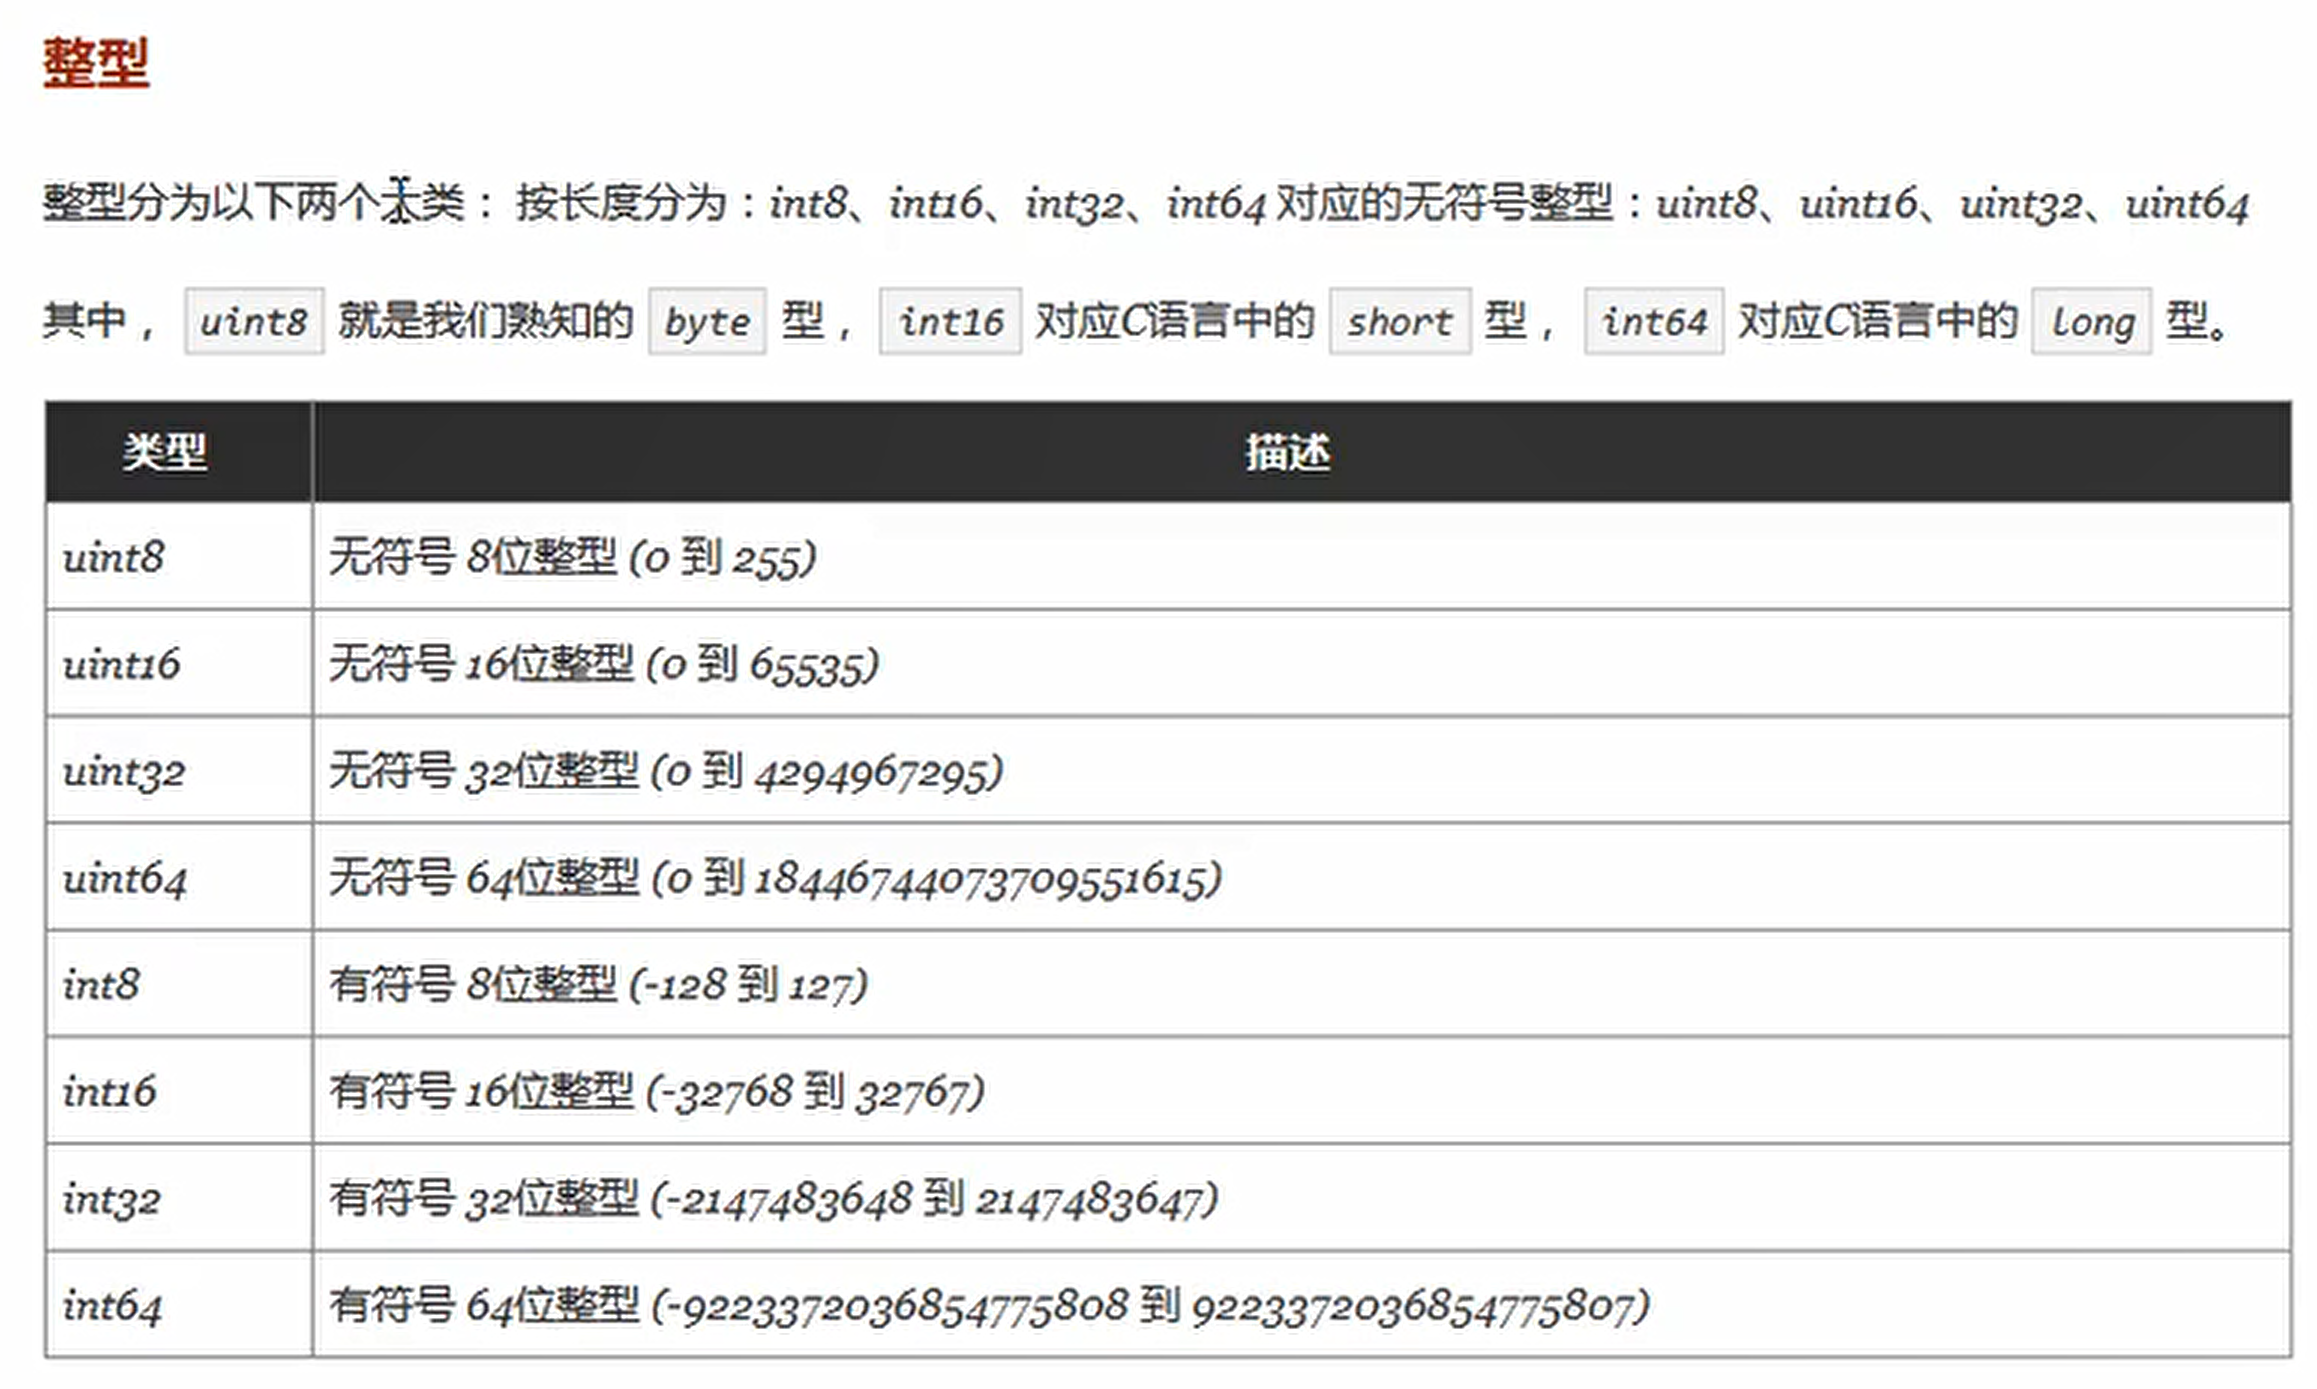 整型
整型分为以下两个大类： 按长度分为：int8、int16、int32、int64 对应的无符号整型：uint8、uint16、uint32、uint64
其中， uint8 就是我们熟知的 byte 型， int16 对应C语言中的 short 型， int64 对应C语言中的 long 型。
类型 描述
uint8 无符号 8位整型 (0 到 255)
uint16 无符号 16位整型 (0 到 65535)
uint32 无符号 32位整型 (0 到 4294967295)
uint64 无符号 64位整型 (0 到 18446744073709551615)
int8 有符号 8位整型 (-128 到 127)
int16 有符号 16位整型 (-32768 到 32767)
int32 有符号 32位整型 (-2147483648 到 2147483647)
int64 有符号 64位整型 (-9223372036854775808 到 9223372036854775807)